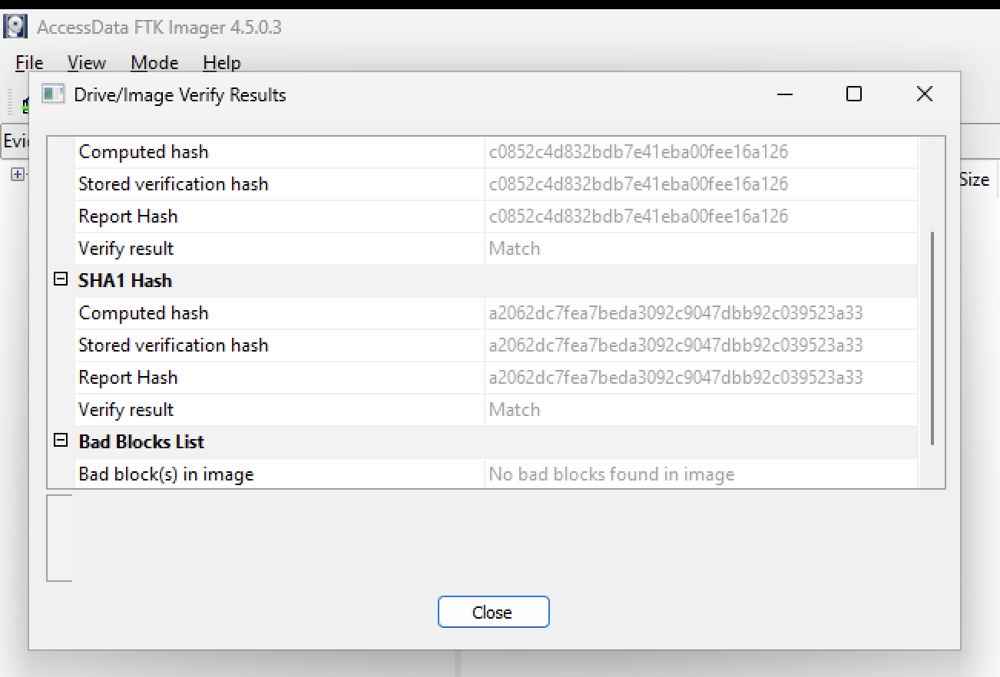 AccessData FTK Imager 4.5.0.3
File View Mode Help
Drive/Image Verify Results
Evi
Size
Computed hash c0852c4d832bdb7e41eba00fee16a126
Stored verification hash c0852c4d832bdb7e41eba00fee16a126
Report Hash c0852c4d832bdb7e41eba00fee16a126
Verify result Match
SHA1 Hash
Computed hash a2062dc7fea7beda3092c9047dbb92c039523a33
Stored verification hash a2062dc7fea7beda3092c9047dbb92c039523a33
Report Hash a2062dc7fea7beda3092c9047dbb92c039523a33
Verify result Match
Bad Blocks List
Bad block(s) in image No bad blocks found in image
Close